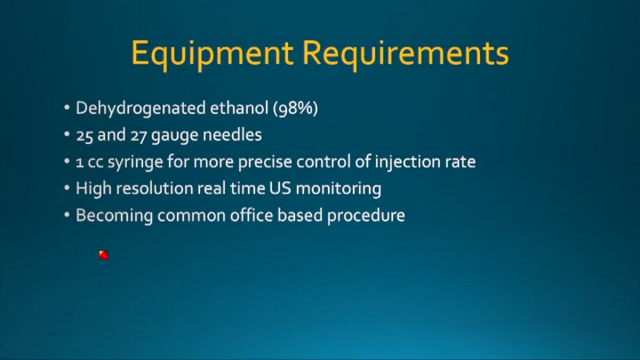 Equipment Requirements
• Dehydrogenated ethanol (98%)
• 25 and 27 gauge needles
• 1 cc syringe for more precise control of injection rate
• High resolution real time US monitoring
• Becoming common office based procedure